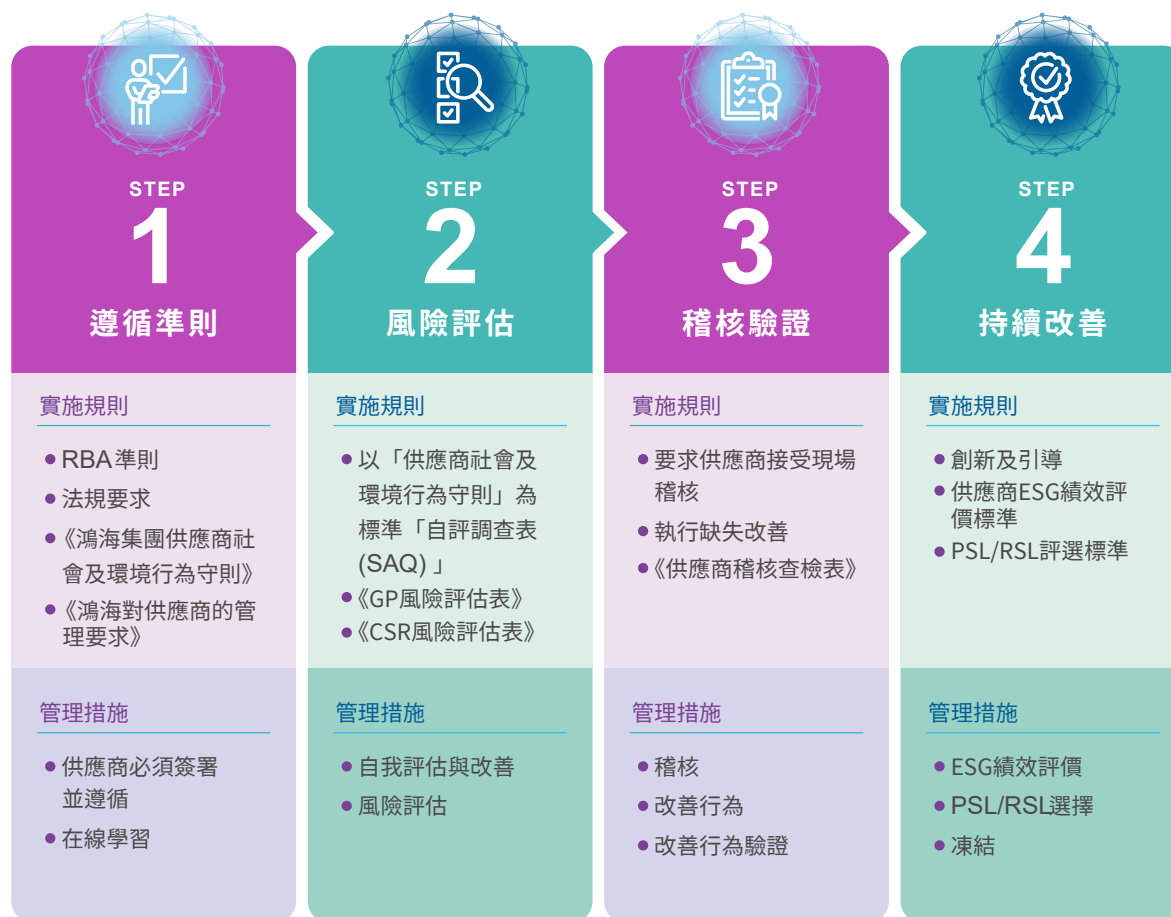 STEP
1
遵循準則
實施規則
RBA準則
法規要求
《鴻海集團供應商社
會及環境行為守則》
《鴻海對供應商的管
理要求》
管理措施
供應商必須簽署
並遵循
在線學習
STEP
2
風險評估
實施規則
以「供應商社會及
環境行為守則」為
標準「自評調查表
(SAQ) 」
《GP風險評估表》
《CSR風險評估表》
管理措施
自我評估與改善
風險評估
STEP
3
稽核驗證
實施規則
要求供應商接受現場
稽核
執行缺失改善
《供應商稽核查檢表》
管理措施
稽核
改善行為
改善行為驗證
STEP
4
持續改善
實施規則
創新及引導
供應商ESG績效評
價標準
PSL/RSL評選標準
管理措施
ESG績效評價
PSL/RSL選擇
凍結